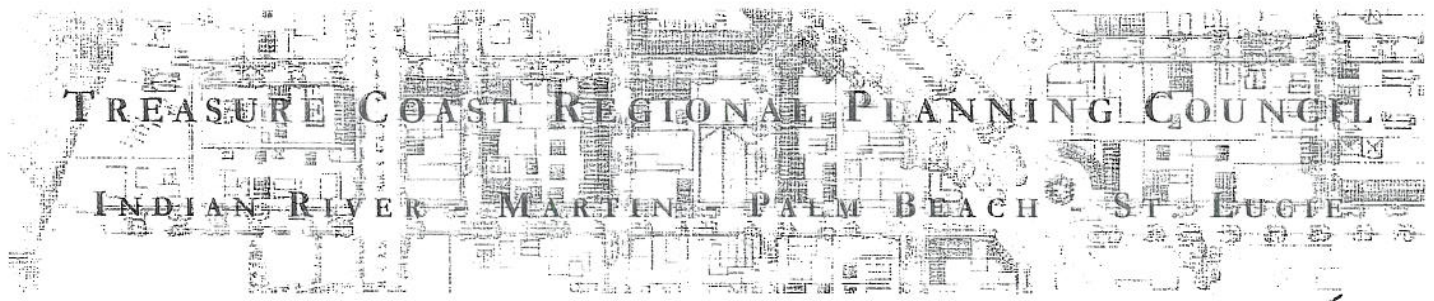 TREASURE COAST REGIONAL PLANNING COUNCIL
INDIAN RIVER - MARTIN - PALM BEACH - ST. LUCIE